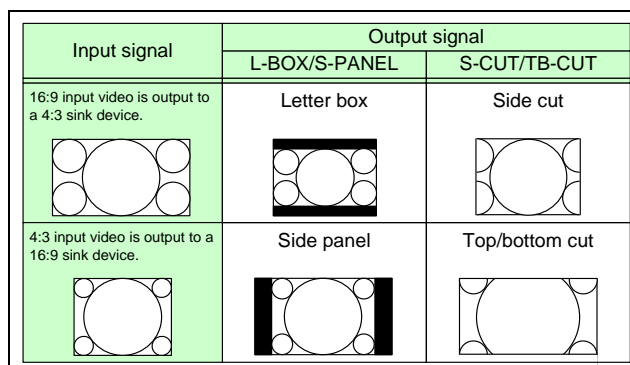 Input signal
Output signal
L-BOX/S-PANEL
S-CUT/TB-CUT
16:9 input video is output to
a 4:3 sink device.
Letter box
Side cut
4:3 input video is output to a
16:9 sink device.
Side panel
Top/bottom cut